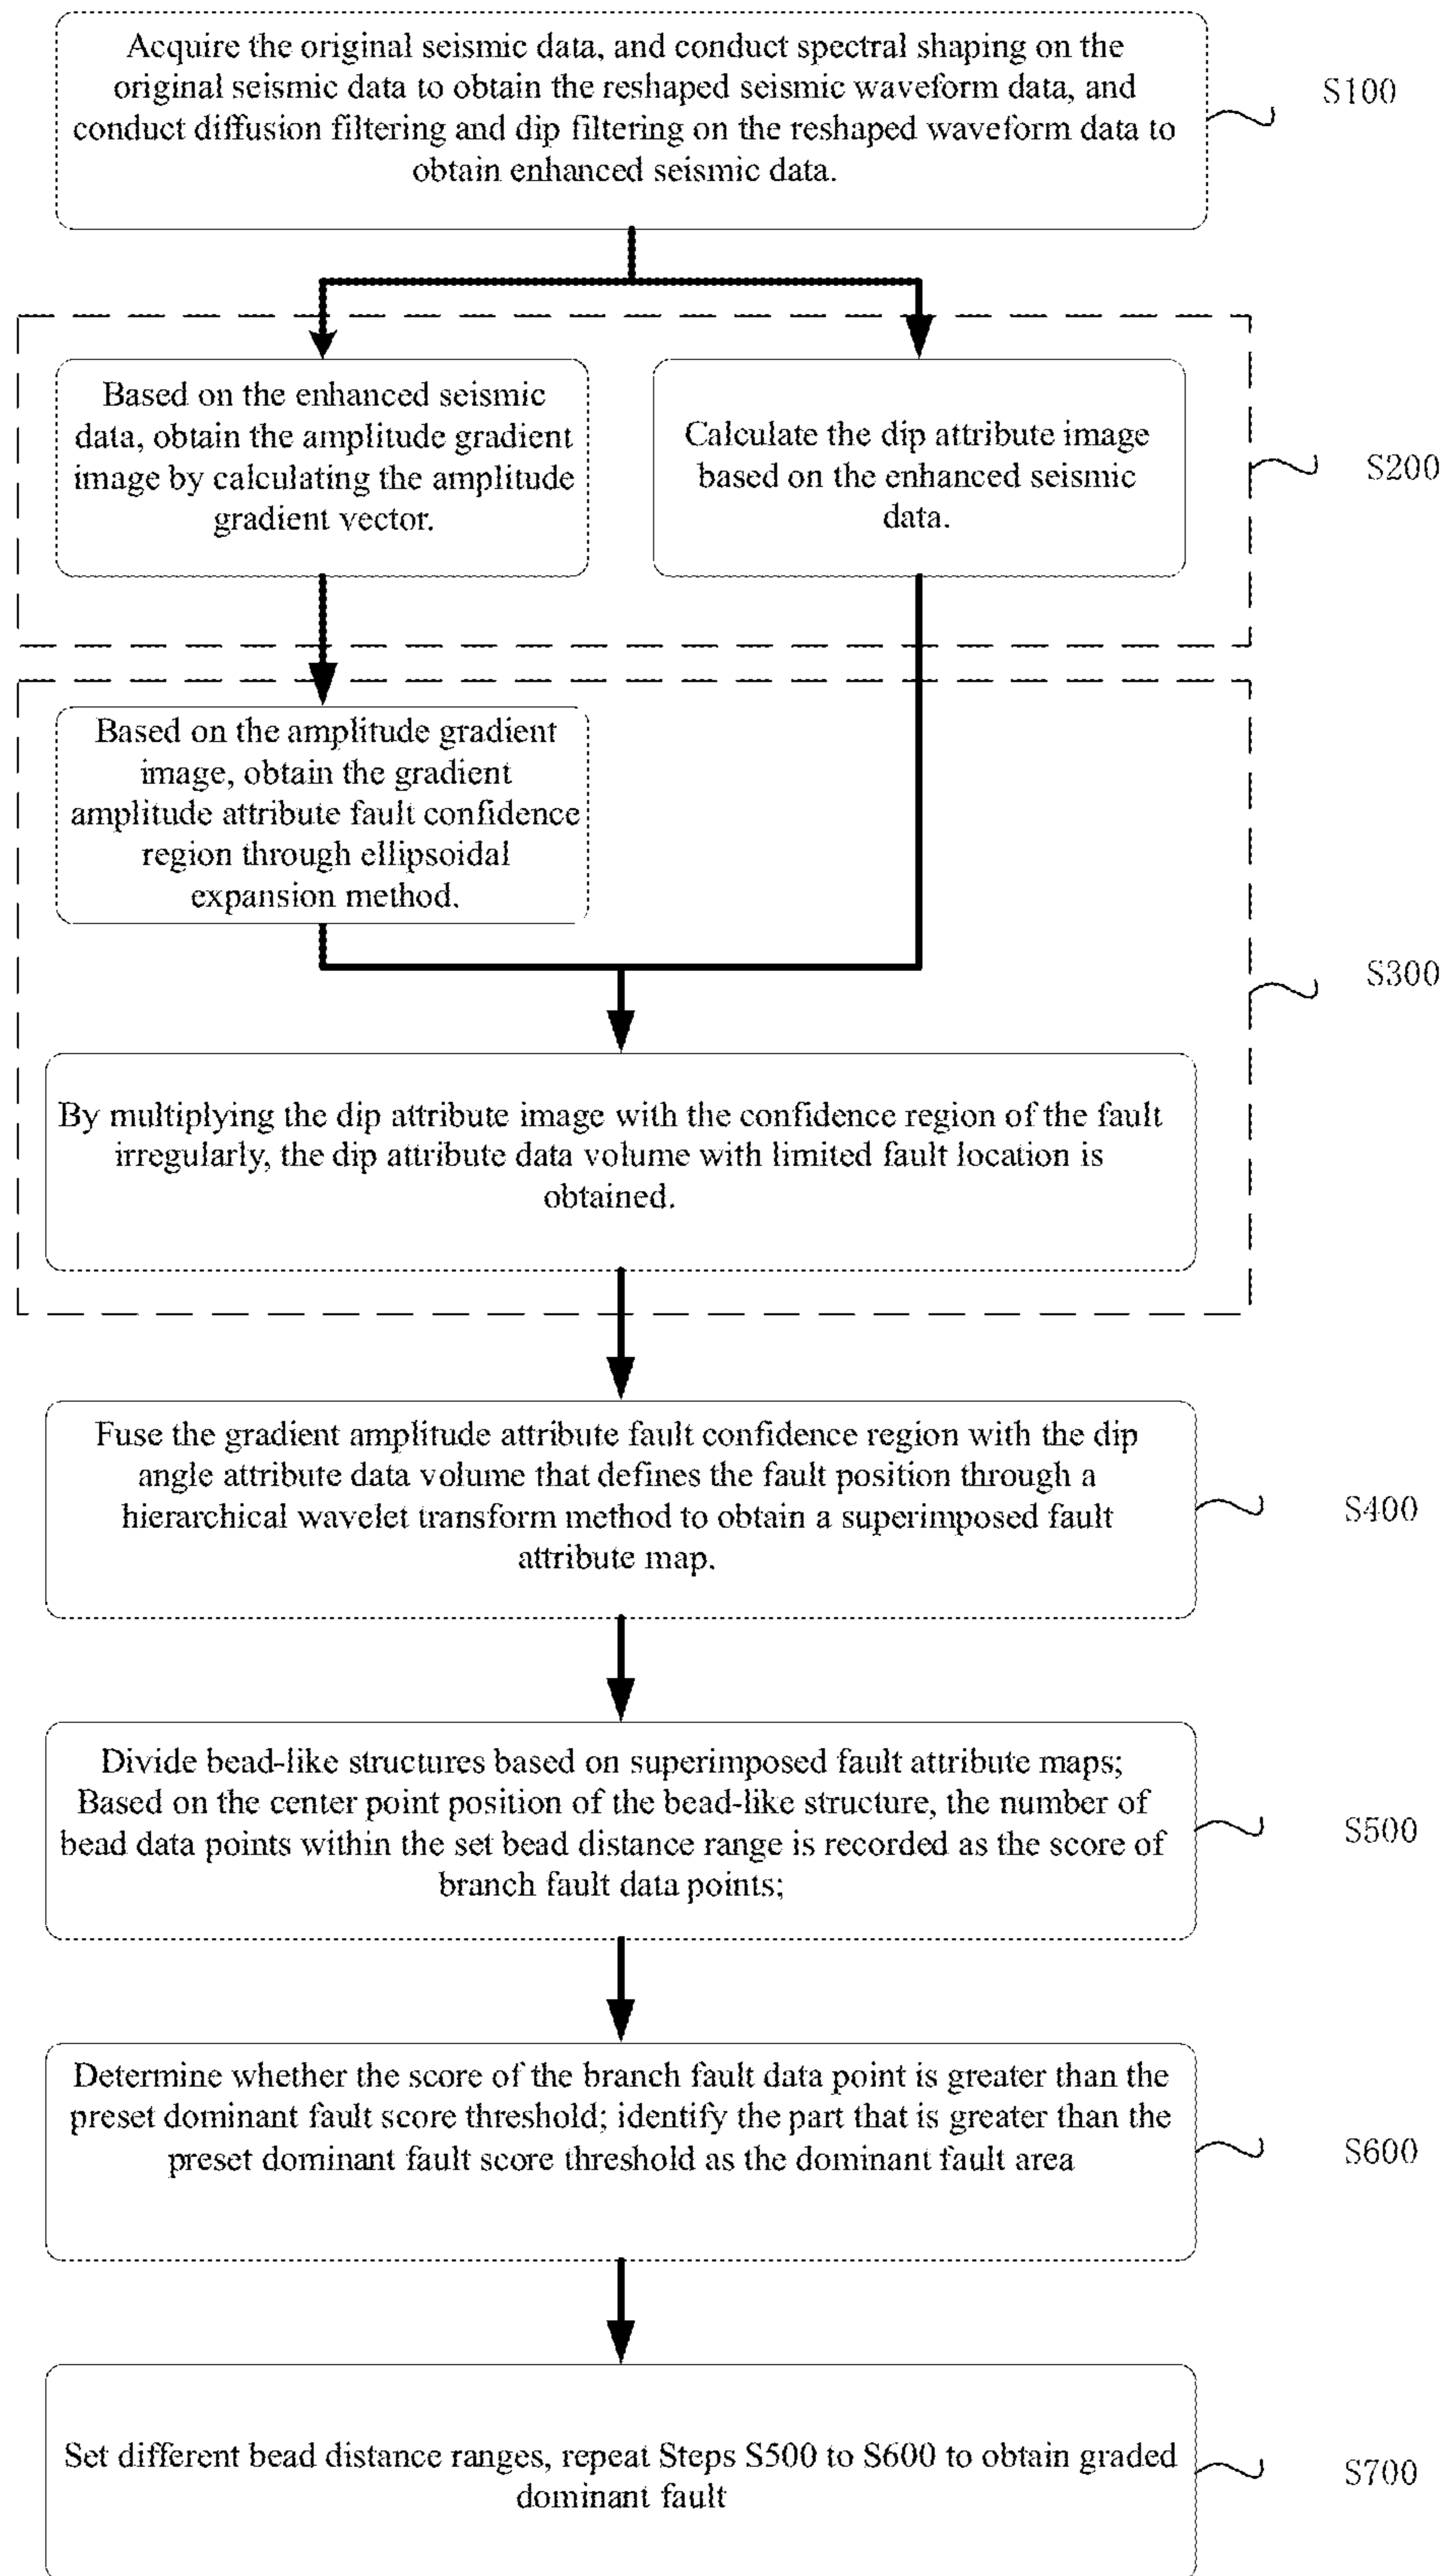 Acquire the original seismic data, and conduct spectral shaping on the
original seismic data to obtain the reshaped seismic waveform data, and
conduct diffusion filtering and dip filtering on the reshaped waveform data to
obtain enhanced seismic data.
S100
Based on the enhanced seismic
data, obtain the amplitude gradient
image by calculating the amplitude
gradient vector.
Calculate the dip attribute image
based on the enhanced seismic
data.
S200
Based on the amplitude gradient
image, obtain the gradient
amplitude attribute fault confidence
region through ellipsoidal
expansion method.
S300
By multiplying the dip attribute image with the confidence region of the fault
irregularly, the dip attribute data volume with limited fault location is
obtained.
Fuse the gradient amplitude attribute fault confidence region with the dip
angle attribute data volume that defines the fault position through a
hierarchical wavelet transform method to obtain a superimposed fault
attribute map.
S400
Divide bead-like structures based on superimposed fault attribute maps;
Based on the center point position of the bead-like structure, the number of
bead data points within the set bead distance range is recorded as the score of
branch fault data points;
S500
Determine whether the score of the branch fault data point is greater than the
preset dominant fault score threshold; identify the part that is greater than the
preset dominant fault score threshold as the dominant fault area
S600
Set different bead distance ranges, repeat Steps S500 to S600 to obtain graded
dominant fault
S700